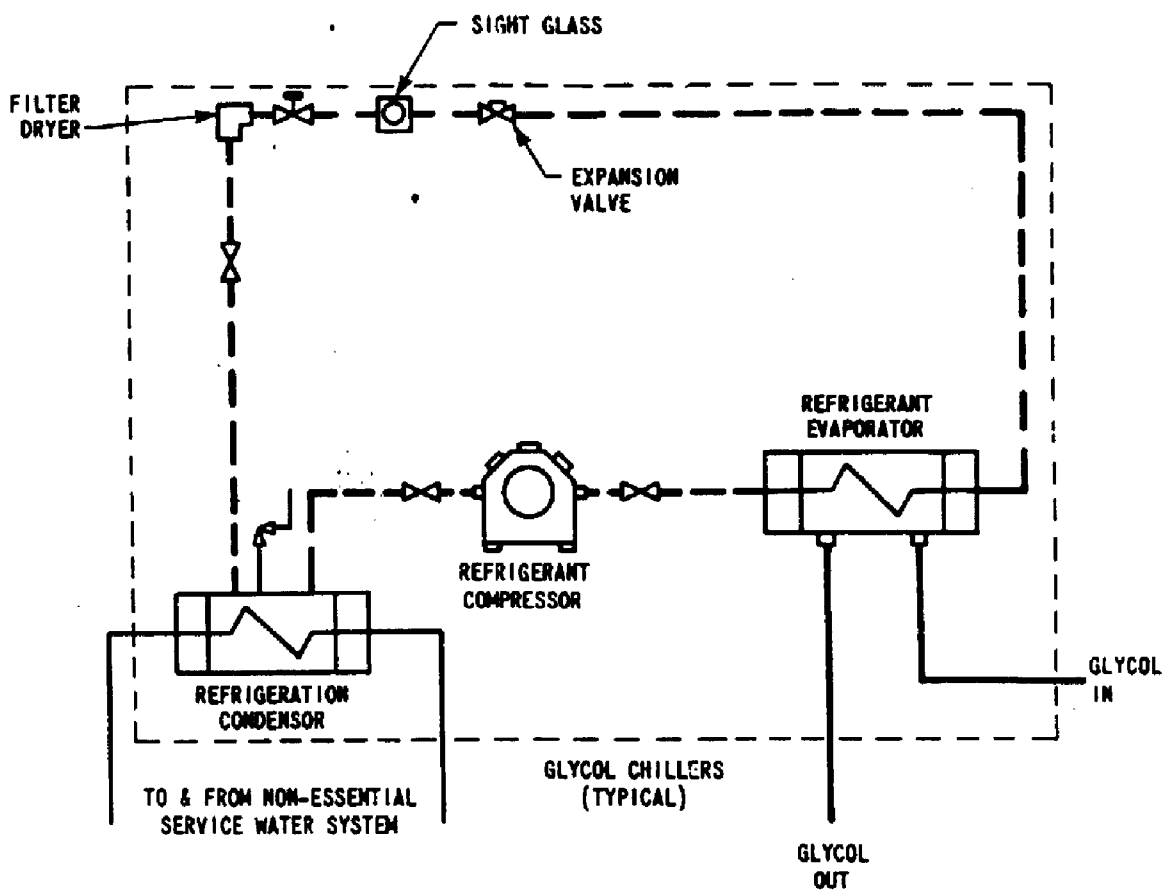 SIGHT GLASS
FILTER
DRYER
EXPANSION
VALVE
REFRIGERANT
EVAPORATOR
REFRIGERANT
COMPRESSOR
REFRIGERATION
CONDENSOR
GLYCOL
IN
GLYCOL CHILLERS
(TYPICAL)
TO & FROM NON-ESSENTIAL
SERVICE WATER SYSTEM
GLYCOL
OUT